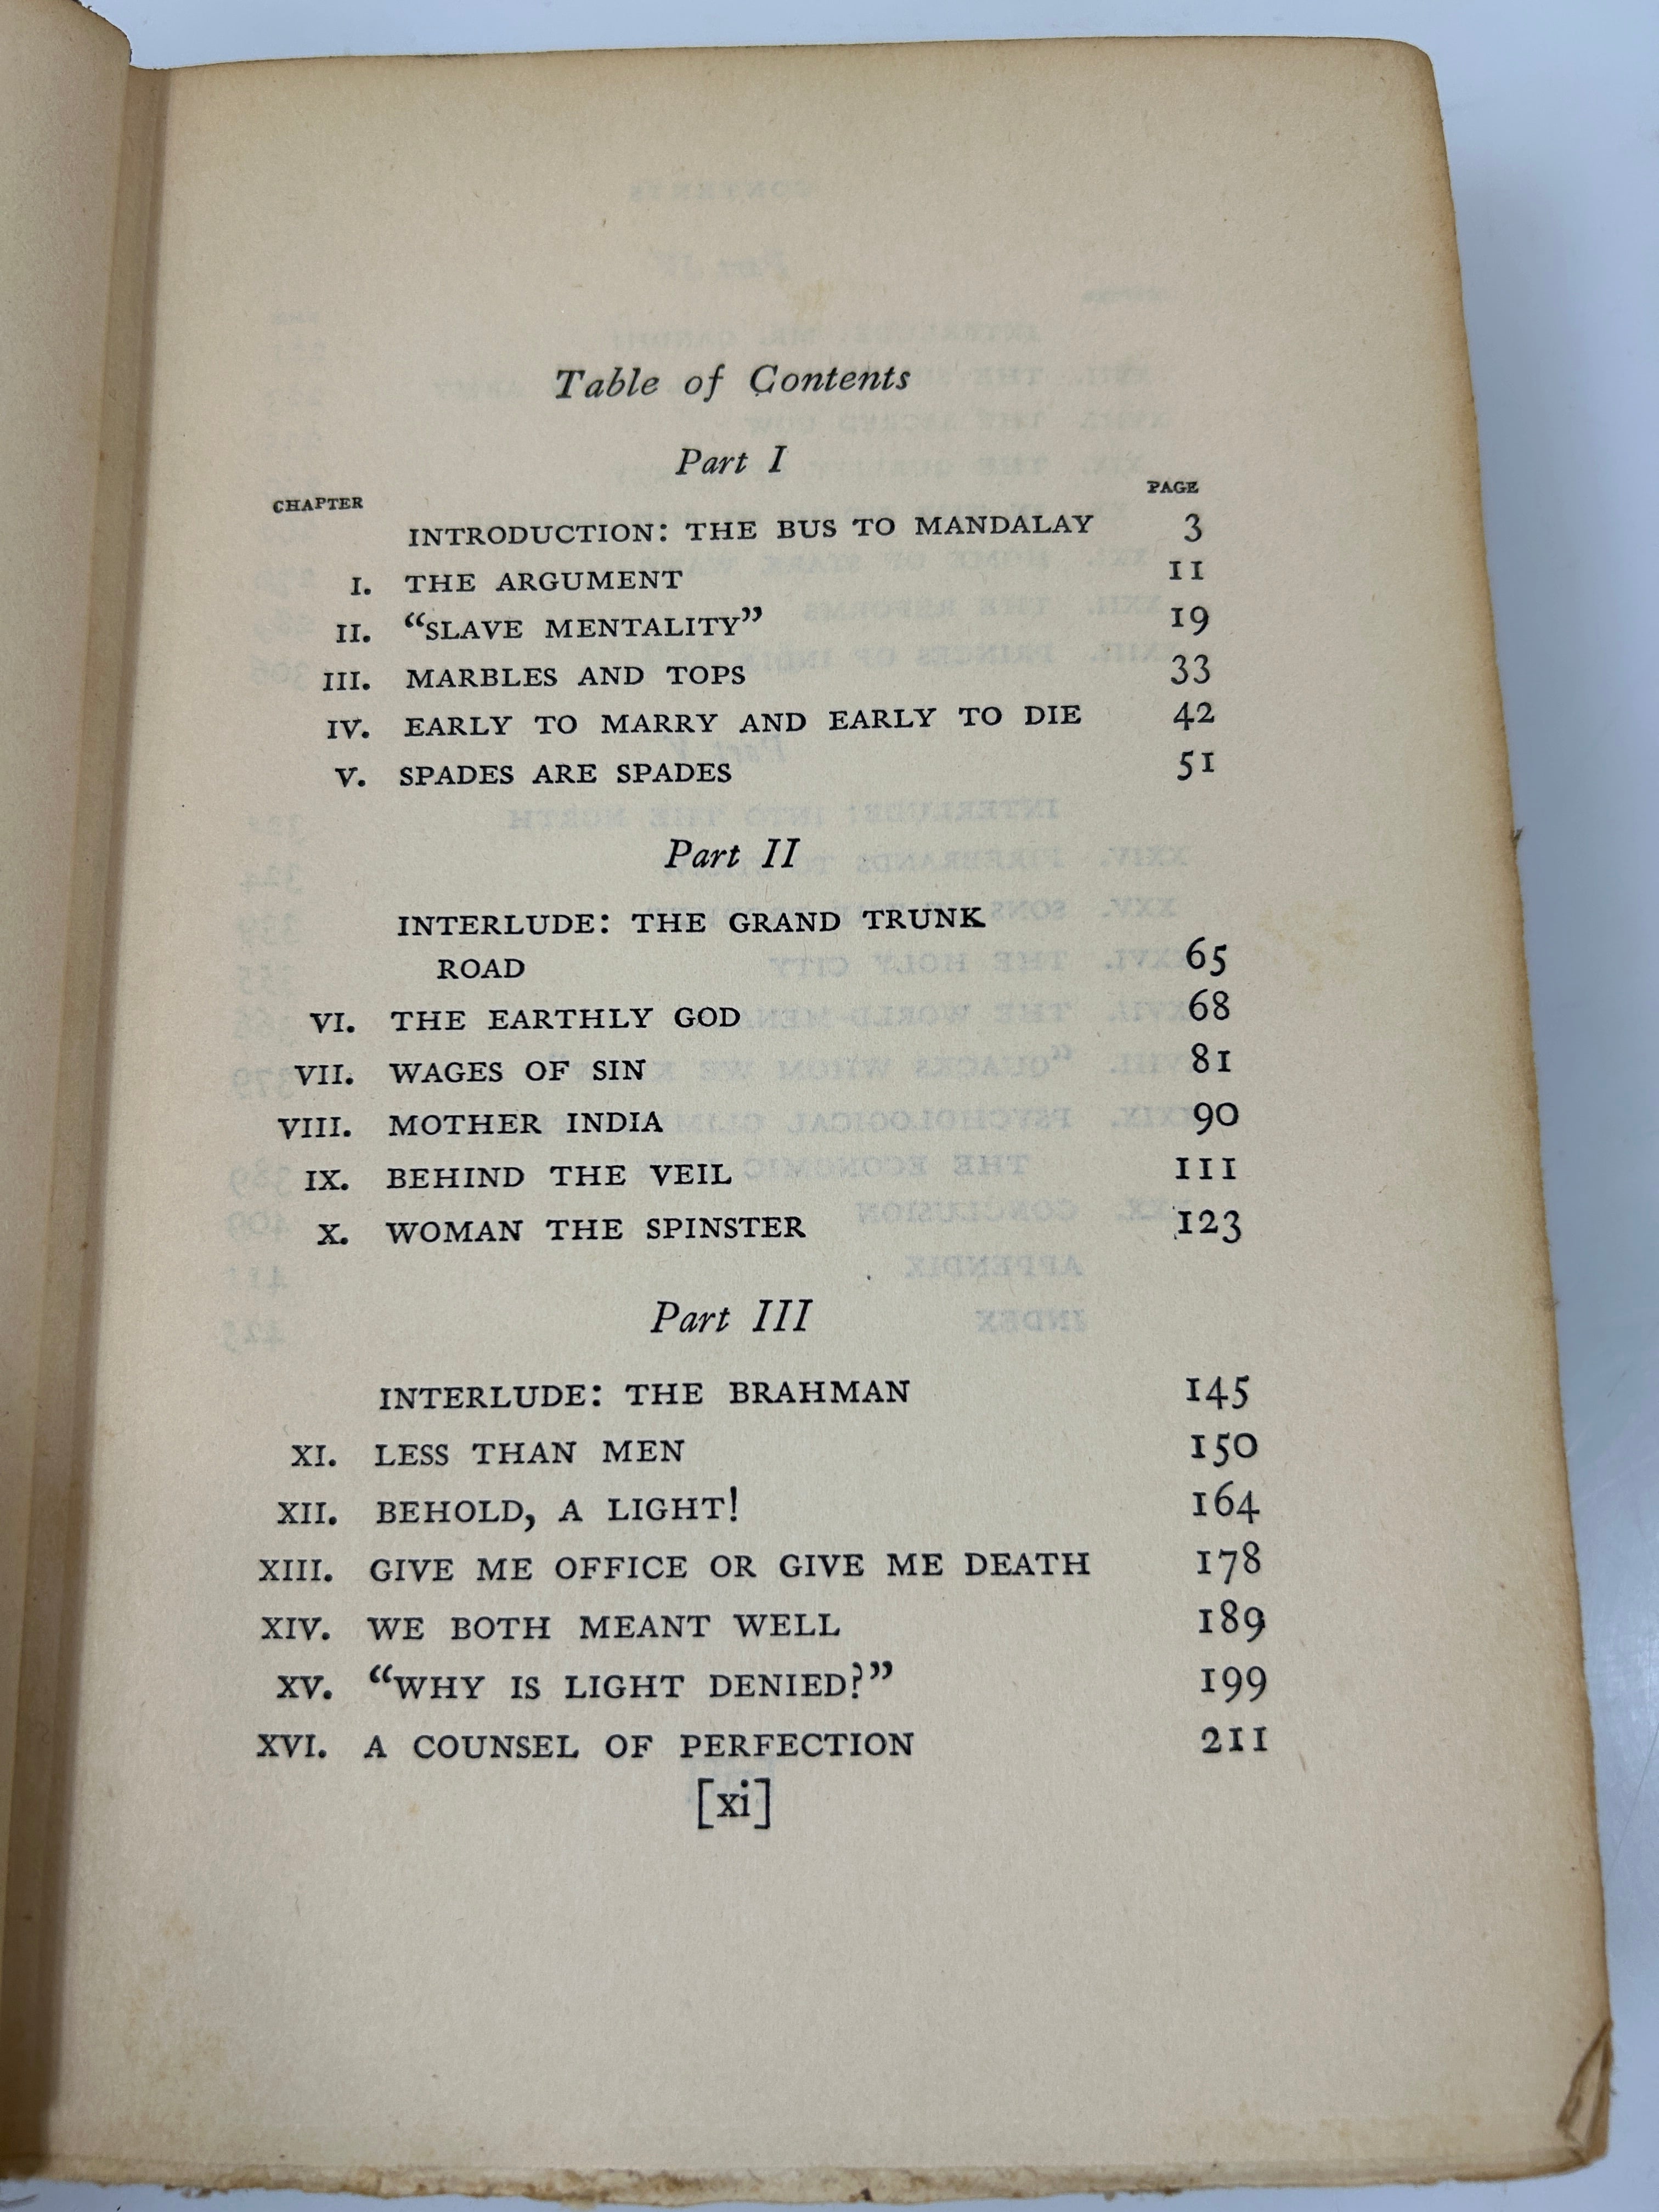 Table of Contents
Part I
CHAPTER PAGE
INTRODUCTION: THE BUS TO MANDALAY 3
I. THE ARGUMENT 11
II. “SLAVE MENTALITY” 19
III. MARBLES AND TOPS 33
IV. EARLY TO MARRY AND EARLY TO DIE 42
V. SPADES ARE SPADES 51
Part II
INTERLUDE: THE GRAND TRUNK
ROAD 65
VI. THE EARTHLY GOD 68
VII. WAGES OF SIN 81
VIII. MOTHER INDIA 90
IX. BEHIND THE VEIL 111
X. WOMAN THE SPINSTER 123
Part III
INTERLUDE: THE BRAHMAN 145
XI. LESS THAN MEN 150
XII. BEHOLD, A LIGHT! 164
XIII. GIVE ME OFFICE OR GIVE ME DEATH 178
XIV. WE BOTH MEANT WELL 189
XV. “WHY IS LIGHT DENIED?” 199
XVI. A COUNSEL OF PERFECTION 211
[xi]